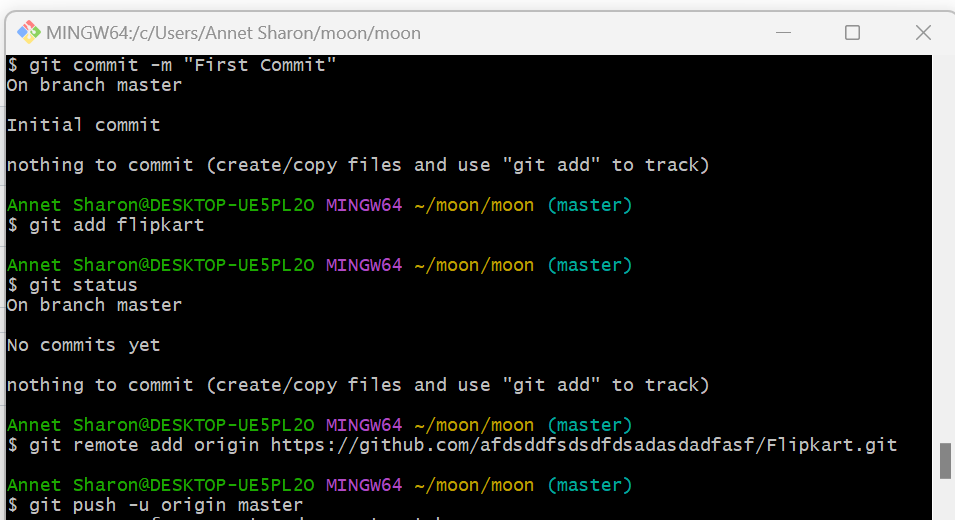 MINGW64:/c/Users/Annet Sharon/moon/moon
$ git commit -m "First Commit"
On branch master
Initial commit
nothing to commit (create/copy files and use "git add" to track)
Annet Sharon@DESKTOP-UE5PL2O MINGW64 ~/moon/moon (master)
$ git add flipkart
Annet Sharon@DESKTOP-UE5PL2O MINGW64 ~/moon/moon (master)
$ git status
On branch master
No commits yet
nothing to commit (create/copy files and use "git add" to track)
Annet Sharon@DESKTOP-UE5PL2O MINGW64 ~/moon/moon (master)
$ git remote add origin https://github.com/afdsddfsdsdfdsadasdadfasf/Flipkart.git
Annet Sharon@DESKTOP-UE5PL2O MINGW64 ~/moon/moon (master)
$ git push -u origin master